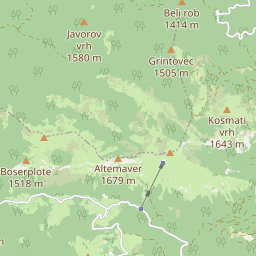 Beli rob
1414 m
Javorov
vrh
1580 m
Grintovec
1505 m
Kosmati
vrh
1643 m
Boserplote
1518 m
Altemaver
1679 m